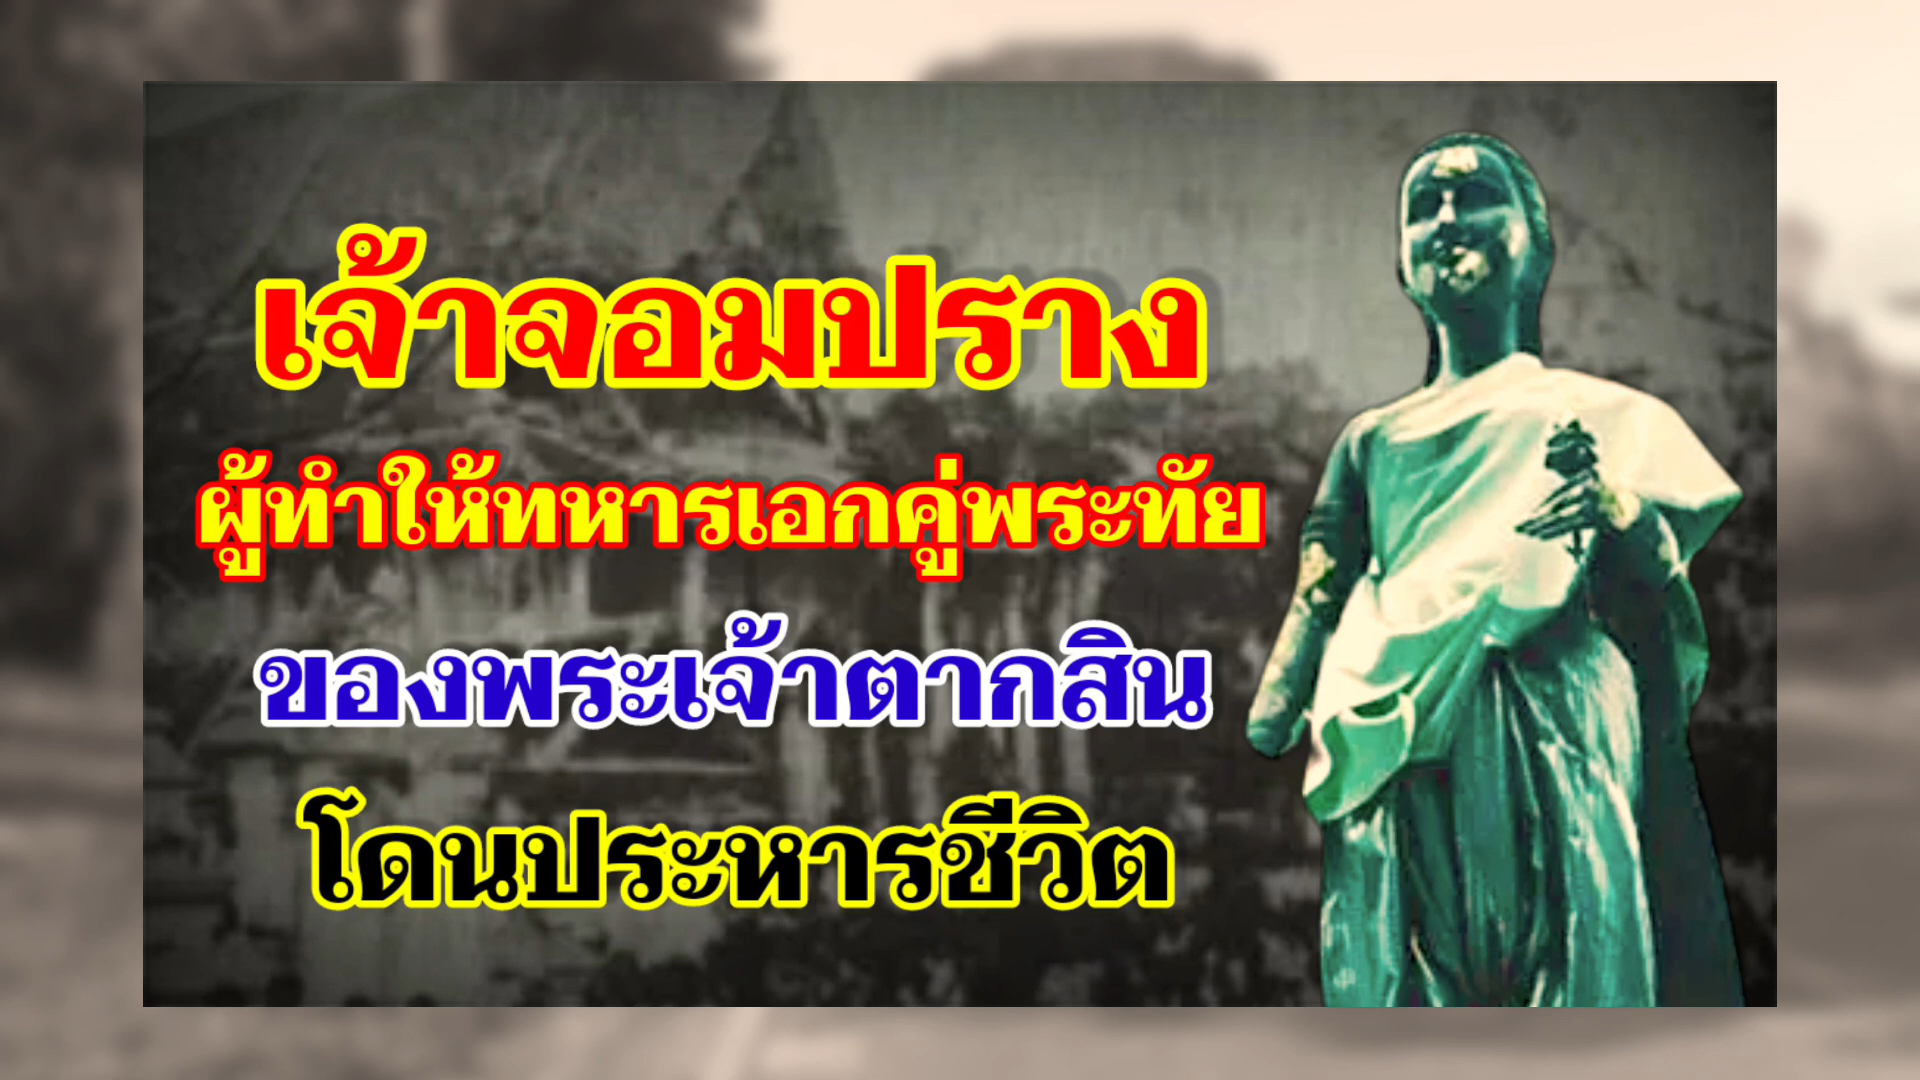 เจ้าจอมปราง
ผู้ทำให้ทหารเอกคู่พระทัย
ของพระเจ้าตากสิน
โดนประหารชีวิต